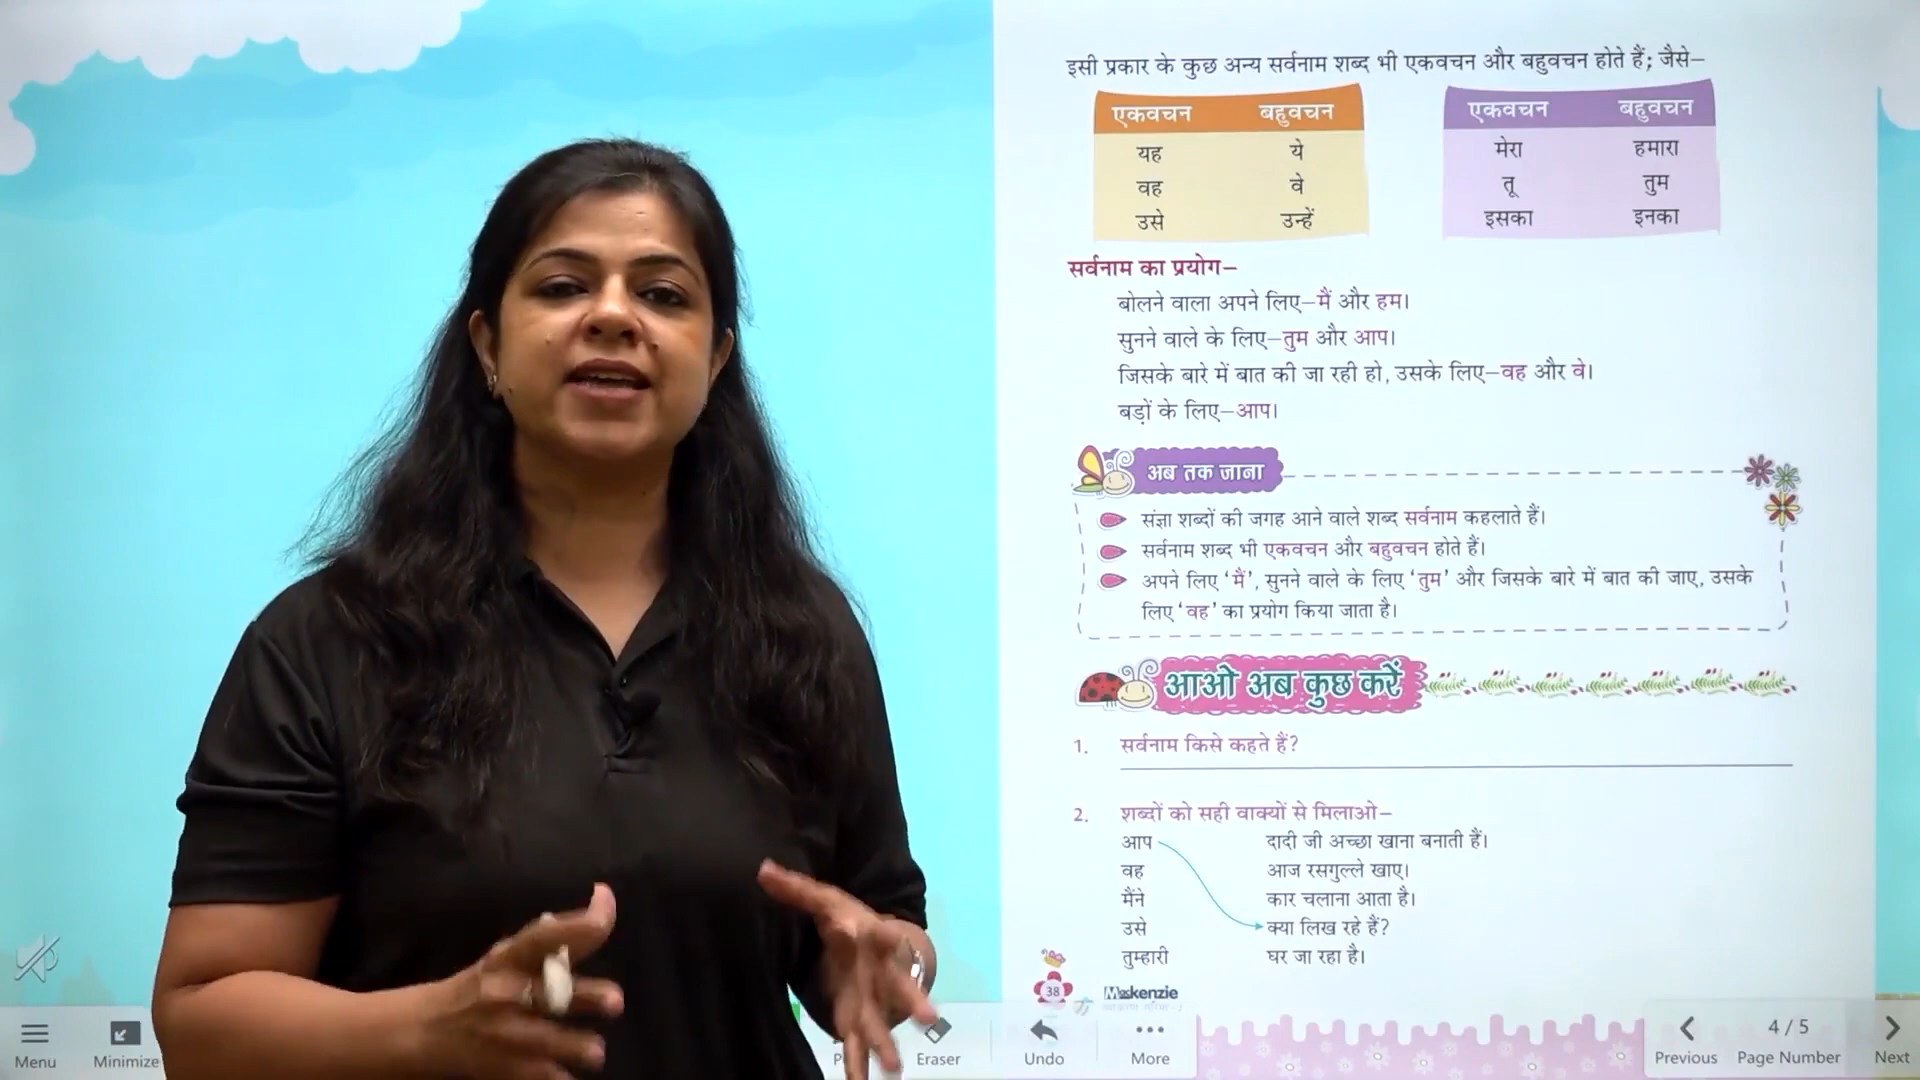 इसी प्रकार के कुछ अन्य सर्वनाम शब्द भी एकवचन और बहुवचन होते हैं; जैसे–
एकवचन बहुवचन
यह ये
वह वे
उसे उन्हें
एकवचन बहुवचन
मेरा हमारा
तू तुम
इसका इनका
सर्वनाम का प्रयोग–
बोलने वाला अपने लिए–मैं और हम।
सुनने वाले के लिए–तुम और आप।
जिसके बारे में बात की जा रही हो, उसके लिए–वह और वे।
बड़ों के लिए–आप।
अब तक जाना
संज्ञा शब्दों की जगह आने वाले शब्द सर्वनाम कहलाते हैं।
सर्वनाम शब्द भी एकवचन और बहुवचन होते हैं।
अपने लिए ‘मैं’, सुनने वाले के लिए ‘तुम’ और जिसके बारे में बात की जाए, उसके
लिए ‘वह’ का प्रयोग किया जाता है।
आओ अब कुछ करें
1. सर्वनाम किसे कहते हैं?
2. शब्दों को सही वाक्यों से मिलाओ–
आप दादी जी अच्छा खाना बनाती हैं।
वह आज रसगुल्ले खाए।
मैंने कार चलाना आता है।
उसे क्या लिख रहे हैं?
तुम्हारी घर जा रहा है।
38
Menu Minimize Eraser Undo More Previous 4 / 5 Page Number Next